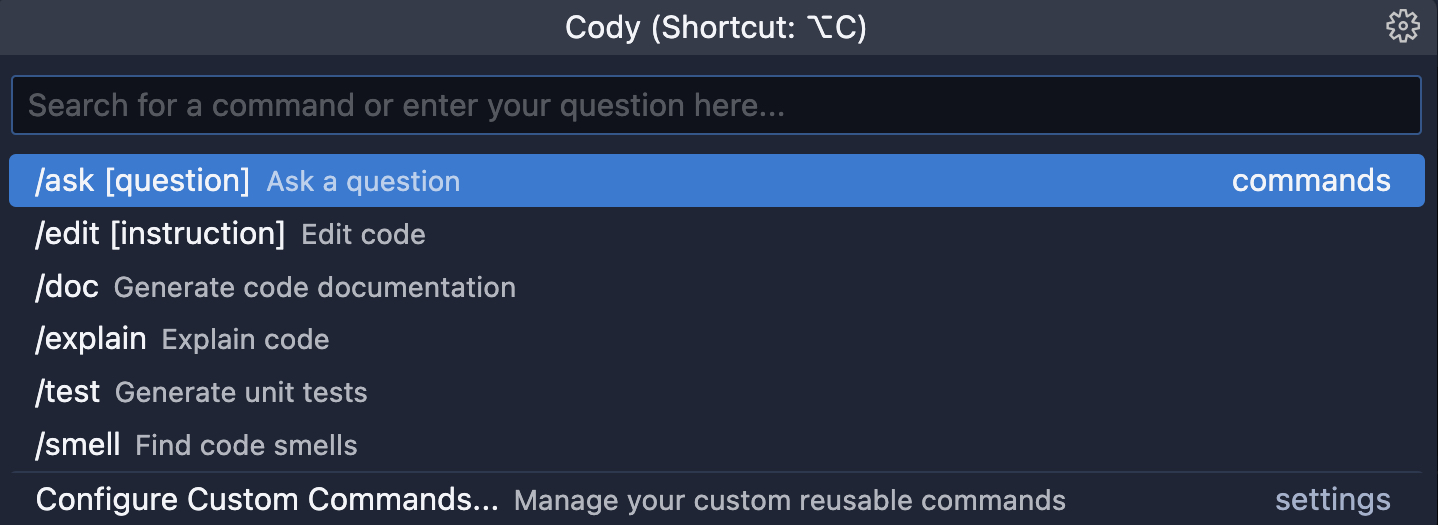 Cody (Shortcut: ⌥C)
Search for a command or enter your question here...
/ask [question] Ask a question commands
/edit [instruction] Edit code
/doc Generate code documentation
/explain Explain code
/test Generate unit tests
/smell Find code smells
Configure Custom Commands... Manage your custom reusable commands settings